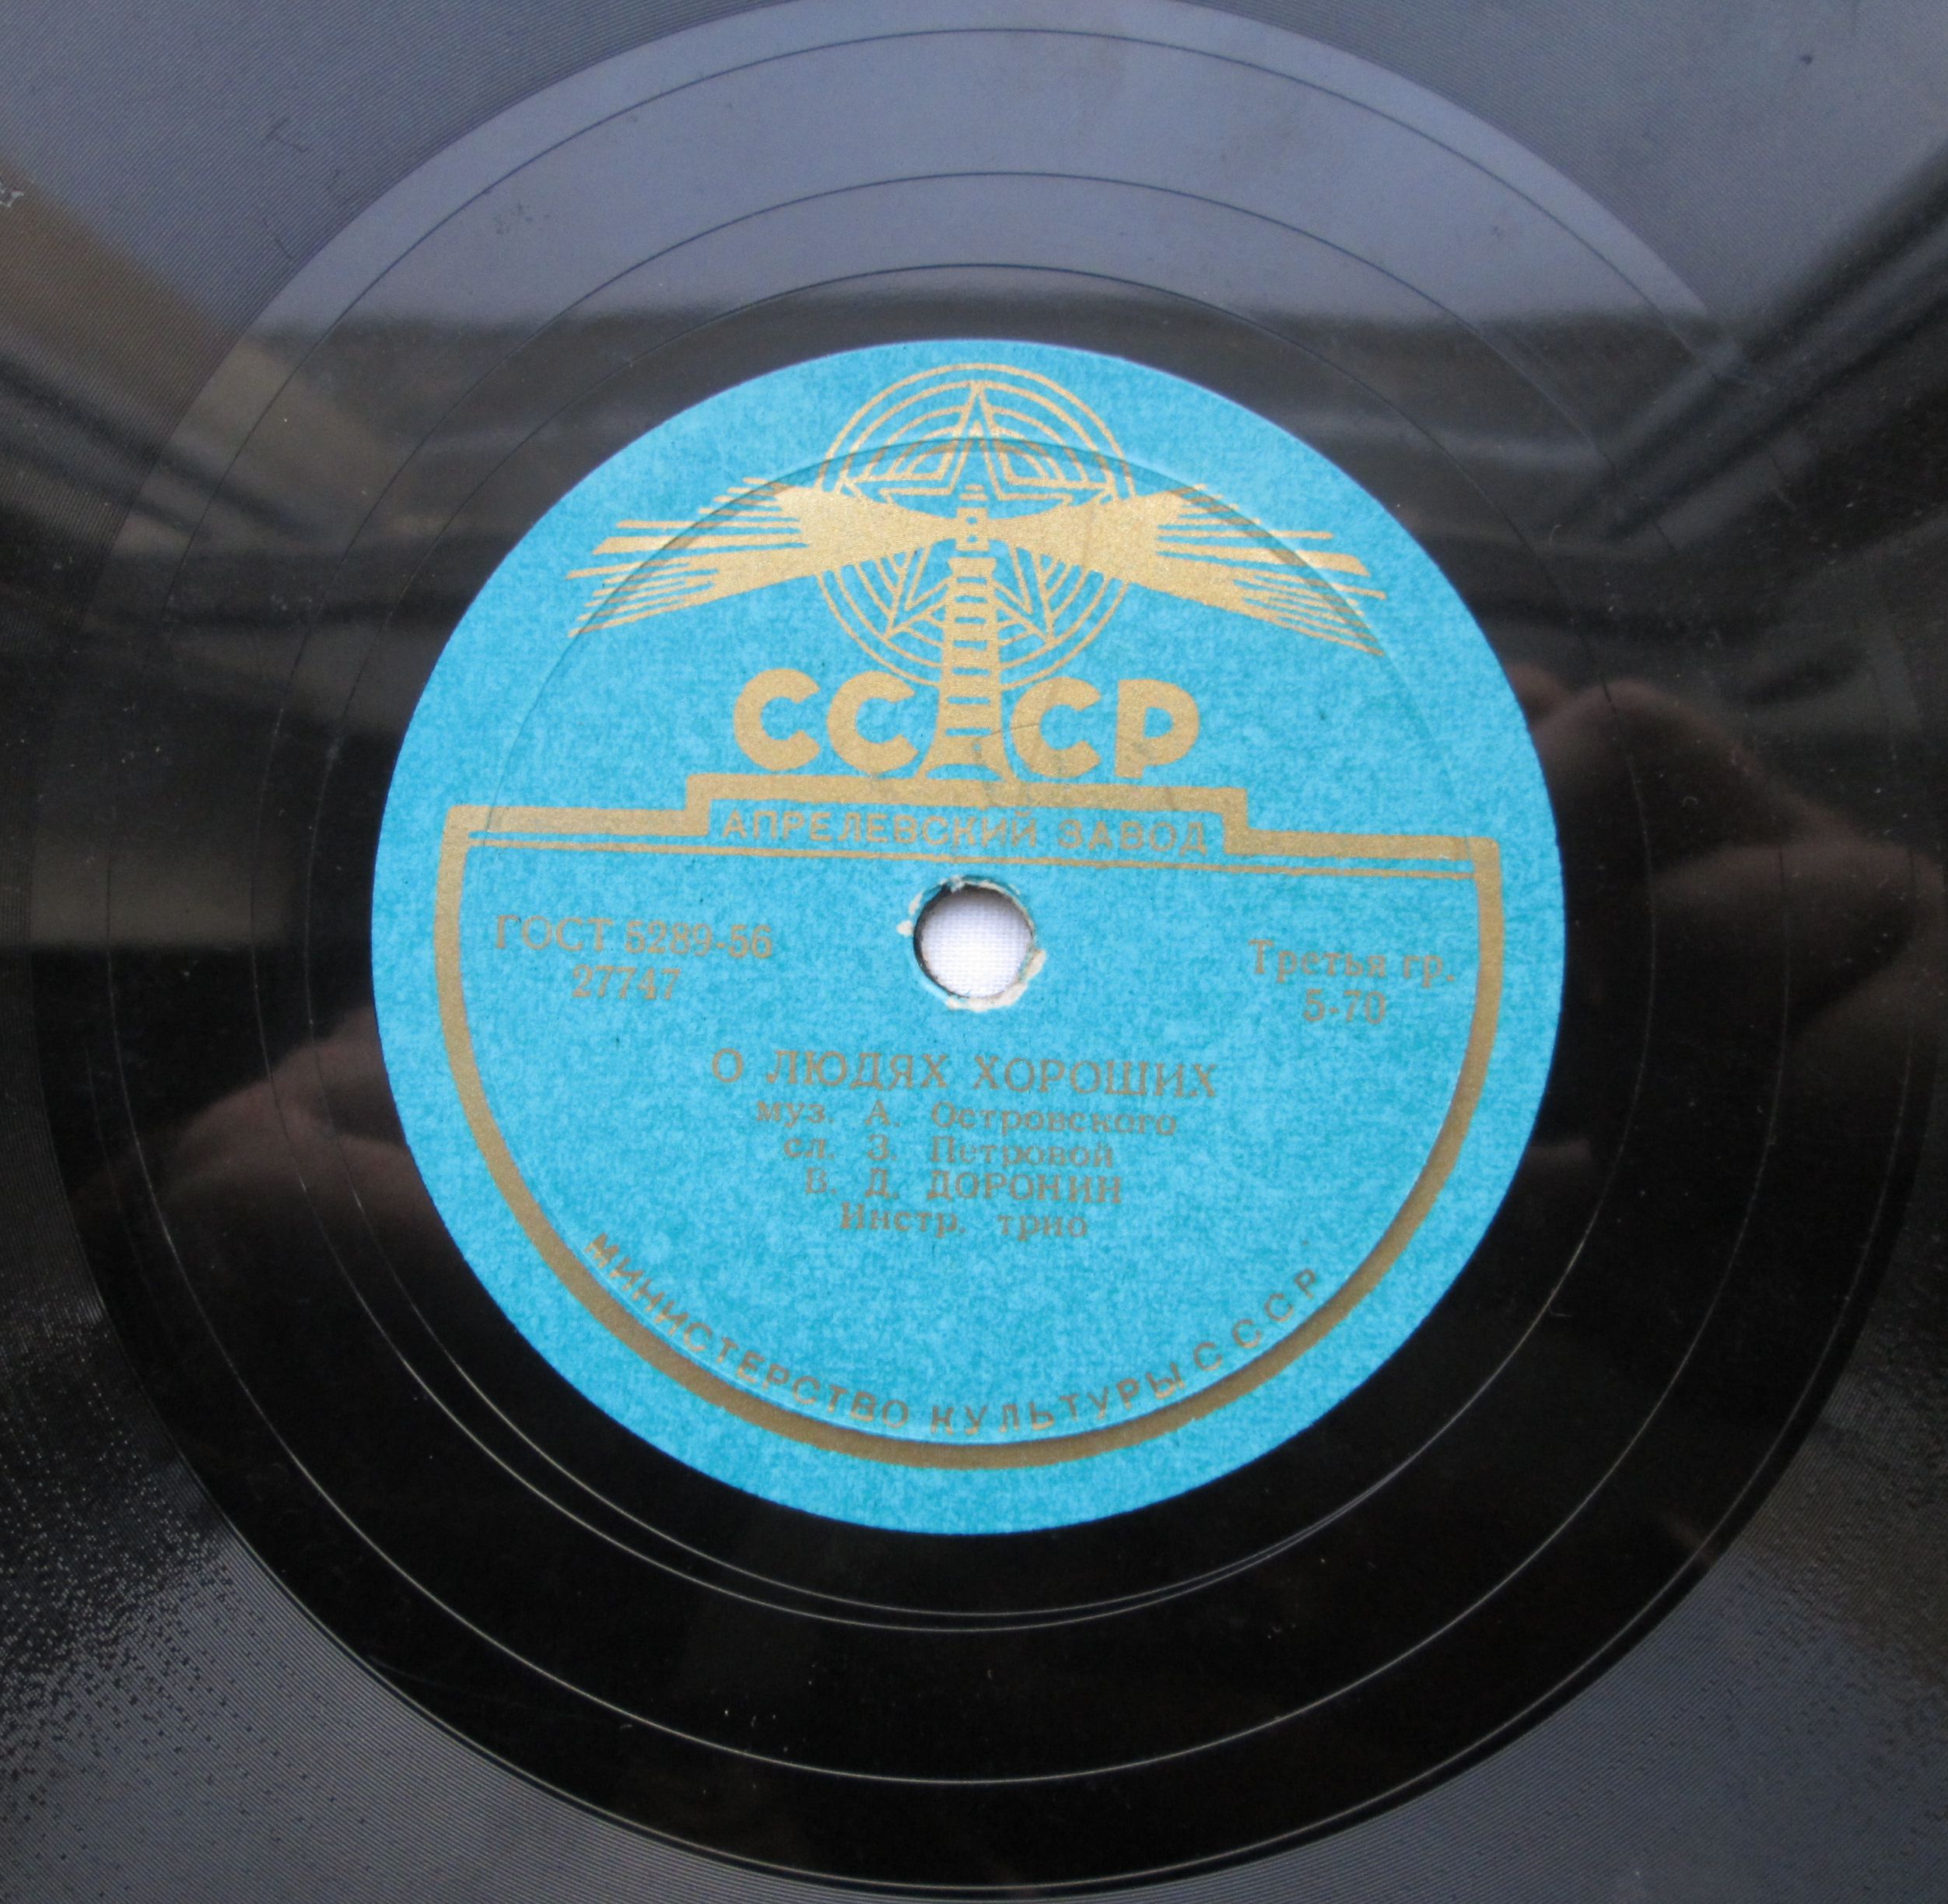 СССР
АПРЕЛЕВСКИЙ ЗАВОД
ГОСТ 5289-56
27747
Третья гр.
5-70
О ЛЮДЯХ ХОРОШИХ
муз. А. Островского
сл. З. Петровой
В. Д. ДОРОНИН
Инстр. трио
МИНИСТЕРСТВО КУЛЬТУРЫ СССР